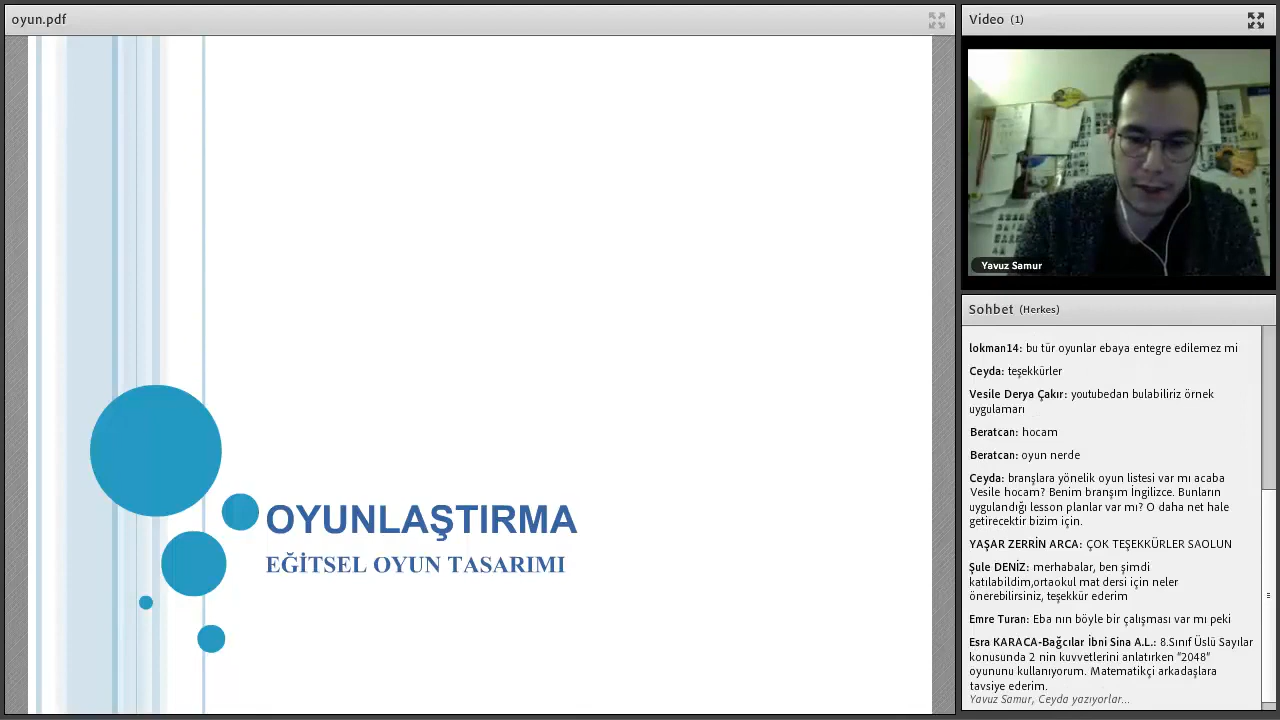 oyun.pdf
OYUNLAŞTIRMA
EĞİTSEL OYUN TASARIMI
Video (1)
Yavuz Samur
Sohbet (Herkes)
lokman14: bu tür oyunlar ebaya entegre edilemez mi
Ceyda: teşekkürler
Vesile Derya Çakır: youtubedan bulabiliriz örnek
uygulamarı
Beratcan: hocam
Beratcan: oyun nerde
Ceyda: branşlara yönelik oyun listesi var mı acaba
Vesile hocam? Benim branşım İngilizce. Bunların
uygulandığı lesson planlar var mı? O daha net hale
getirecektir bizim için.
YAŞAR ZERRİN ARCA: ÇOK TEŞEKKÜRLER SAOLUN
Şule DENİZ: merhabalar, ben şimdi
katılabildim,ortaokul mat dersi için neler
önerebilirsiniz, teşekkür ederim
Emre Turan: Eba nın böyle bir çalışması var mı peki
Esra KARACA-Bağcılar İbni Sina A.L.: 8.Sınıf Üslü Sayılar
konusunda 2 nin kuvvetlerini anlatırken "2048"
oyununu kullanıyorum. Matematikçi arkadaşlara
tavsiye ederim.
Yavuz Samur, Ceyda yazıyorlar...